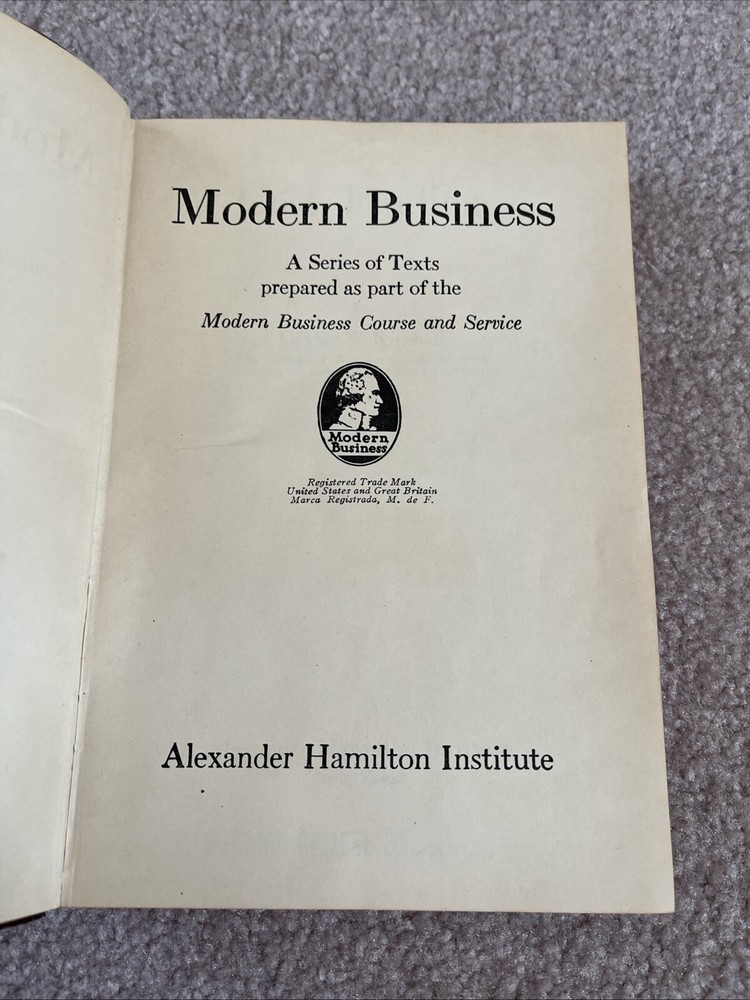 Modern Business
A Series of Texts
prepared as part of the
Modern Business Course and Service
Modern
Business
Registered Trade Mark
United States and Great Britain
Marca Registrada, M. de F.
Alexander Hamilton Institute